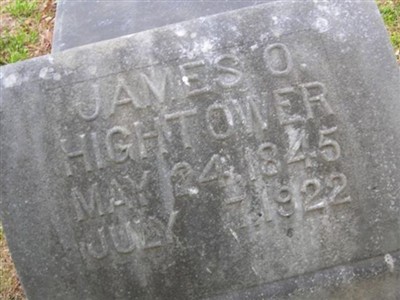 JAMES O.
HIGHTOWER
MAY 24, 1845
JULY 1922